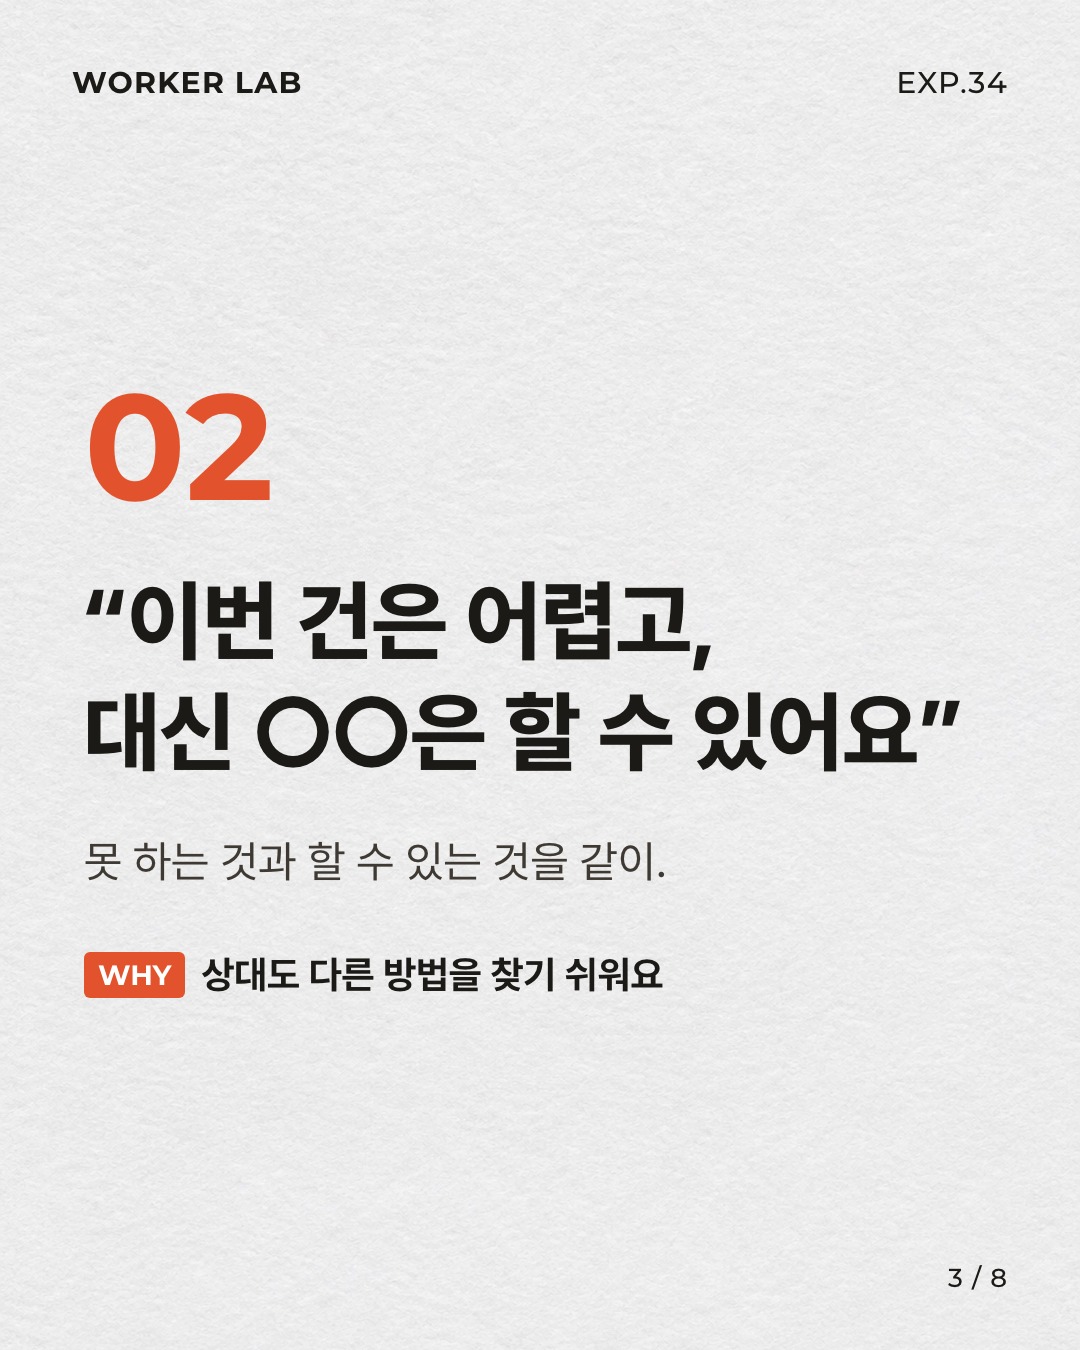 WORKER LAB
EXP.34
02
“이번 건은 어렵고,
대신 ○○은 할 수 있어요”
못 하는 것과 할 수 있는 것을 같이.
WHY 상대도 다른 방법을 찾기 쉬워요
3 / 8